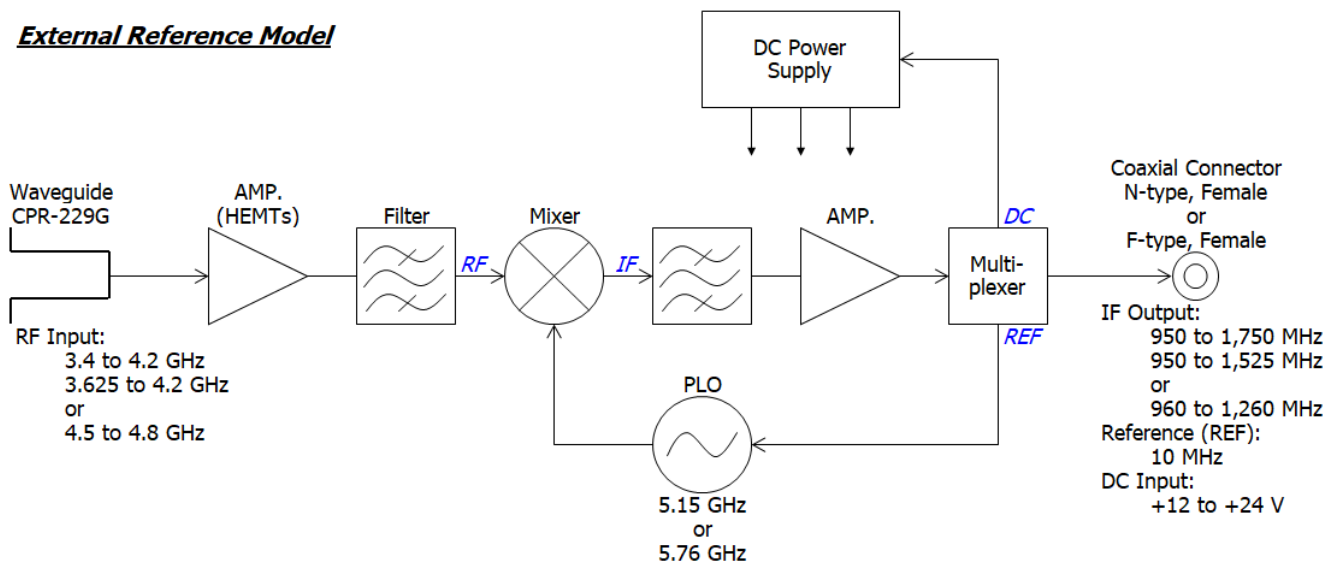 External Reference Model
DC Power
Supply
Waveguide
CPR-229G
AMP.
(HEMTs)
Filter
RF
Mixer
IF
AMP.
DC
Multi-
plexer
REF
Coaxial Connector
N-type, Female
or
F-type, Female
RF Input:
3.4 to 4.2 GHz
3.625 to 4.2 GHz
or
4.5 to 4.8 GHz
PLO
5.15 GHz
or
5.76 GHz
IF Output:
950 to 1,750 MHz
950 to 1,525 MHz
or
960 to 1,260 MHz
Reference (REF):
10 MHz
DC Input:
+12 to +24 V